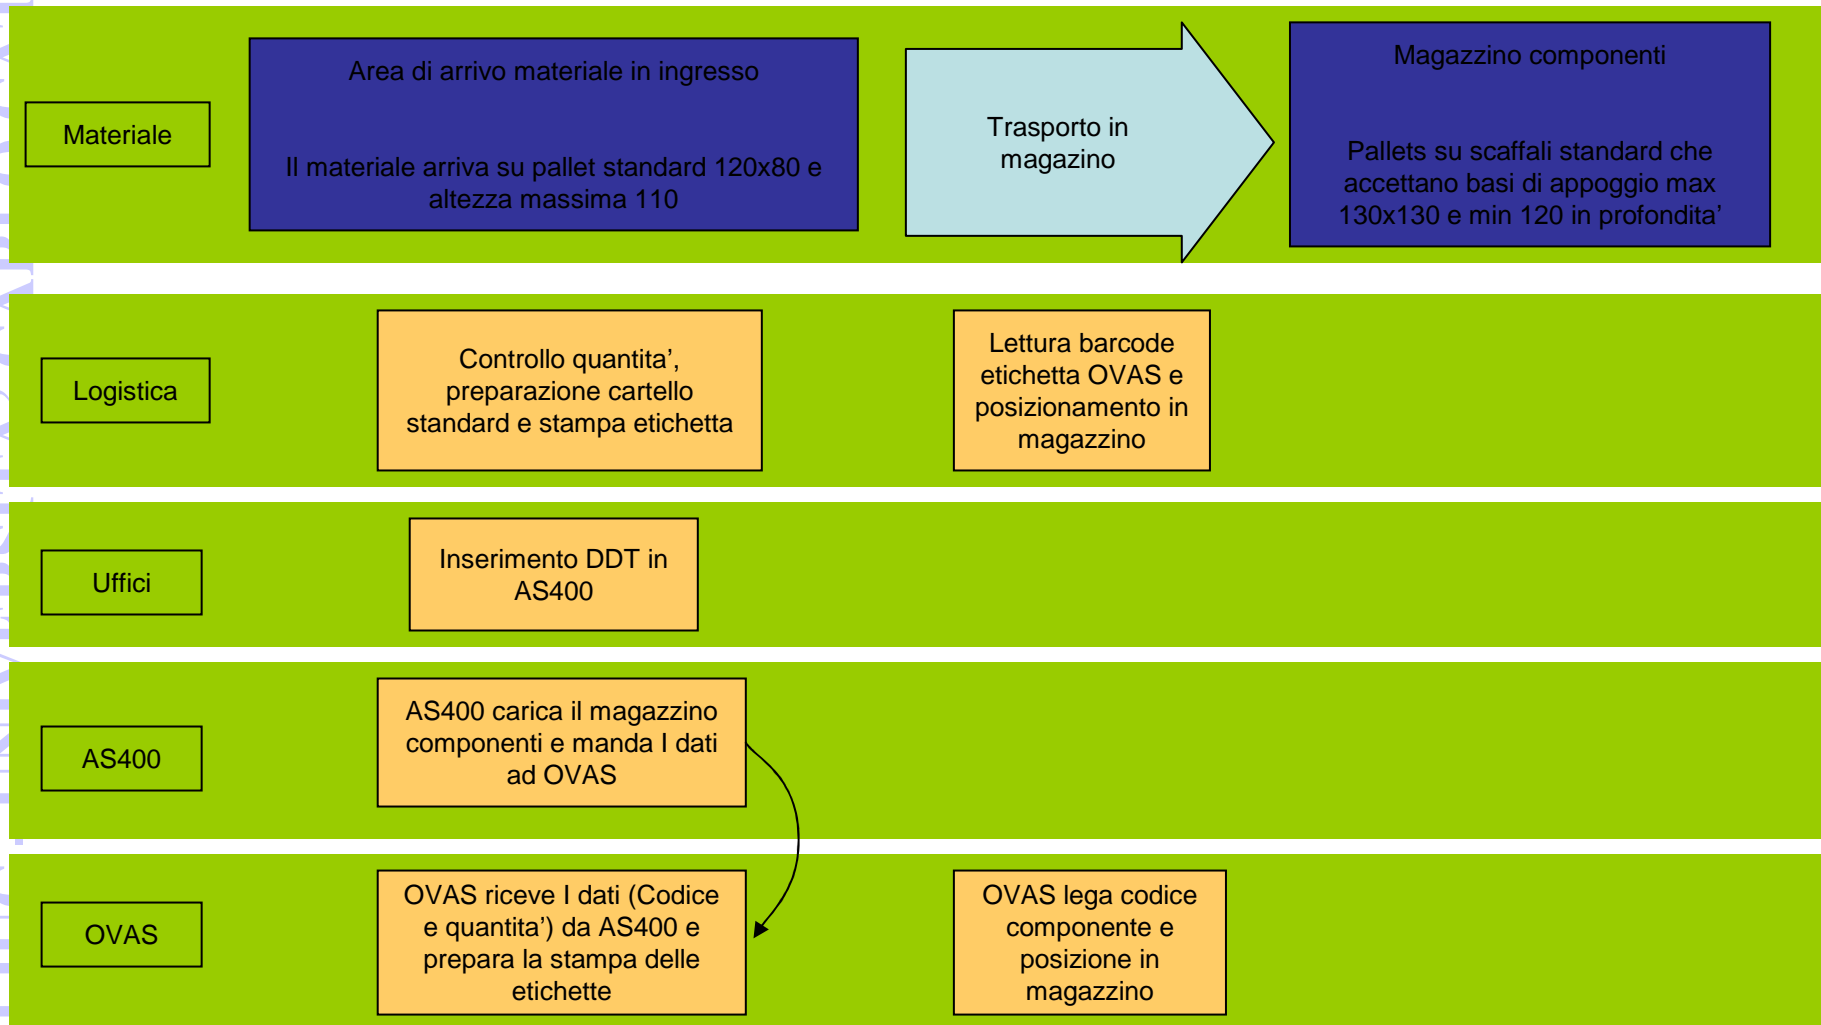 Materiale
Area di arrivo materiale in ingresso
Il materiale arriva su pallet standard 120x80 e
altezza massima 110
Trasporto in
magazino
Magazzino componenti
Pallets su scaffali standard che
accettano basi di appoggio max
130x130 e min 120 in profondita’
Logistica
Controllo quantita’,
preparazione cartello
standard e stampa etichetta
Lettura barcode
etichetta OVAS e
posizionamento in
magazzino
Uffici
Inserimento DDT in
AS400
AS400
AS400 carica il magazzino
componenti e manda I dati
ad OVAS
OVAS
OVAS riceve I dati (Codice
e quantita’) da AS400 e
prepara la stampa delle
etichette
OVAS lega codice
componente e
posizione in
magazzino